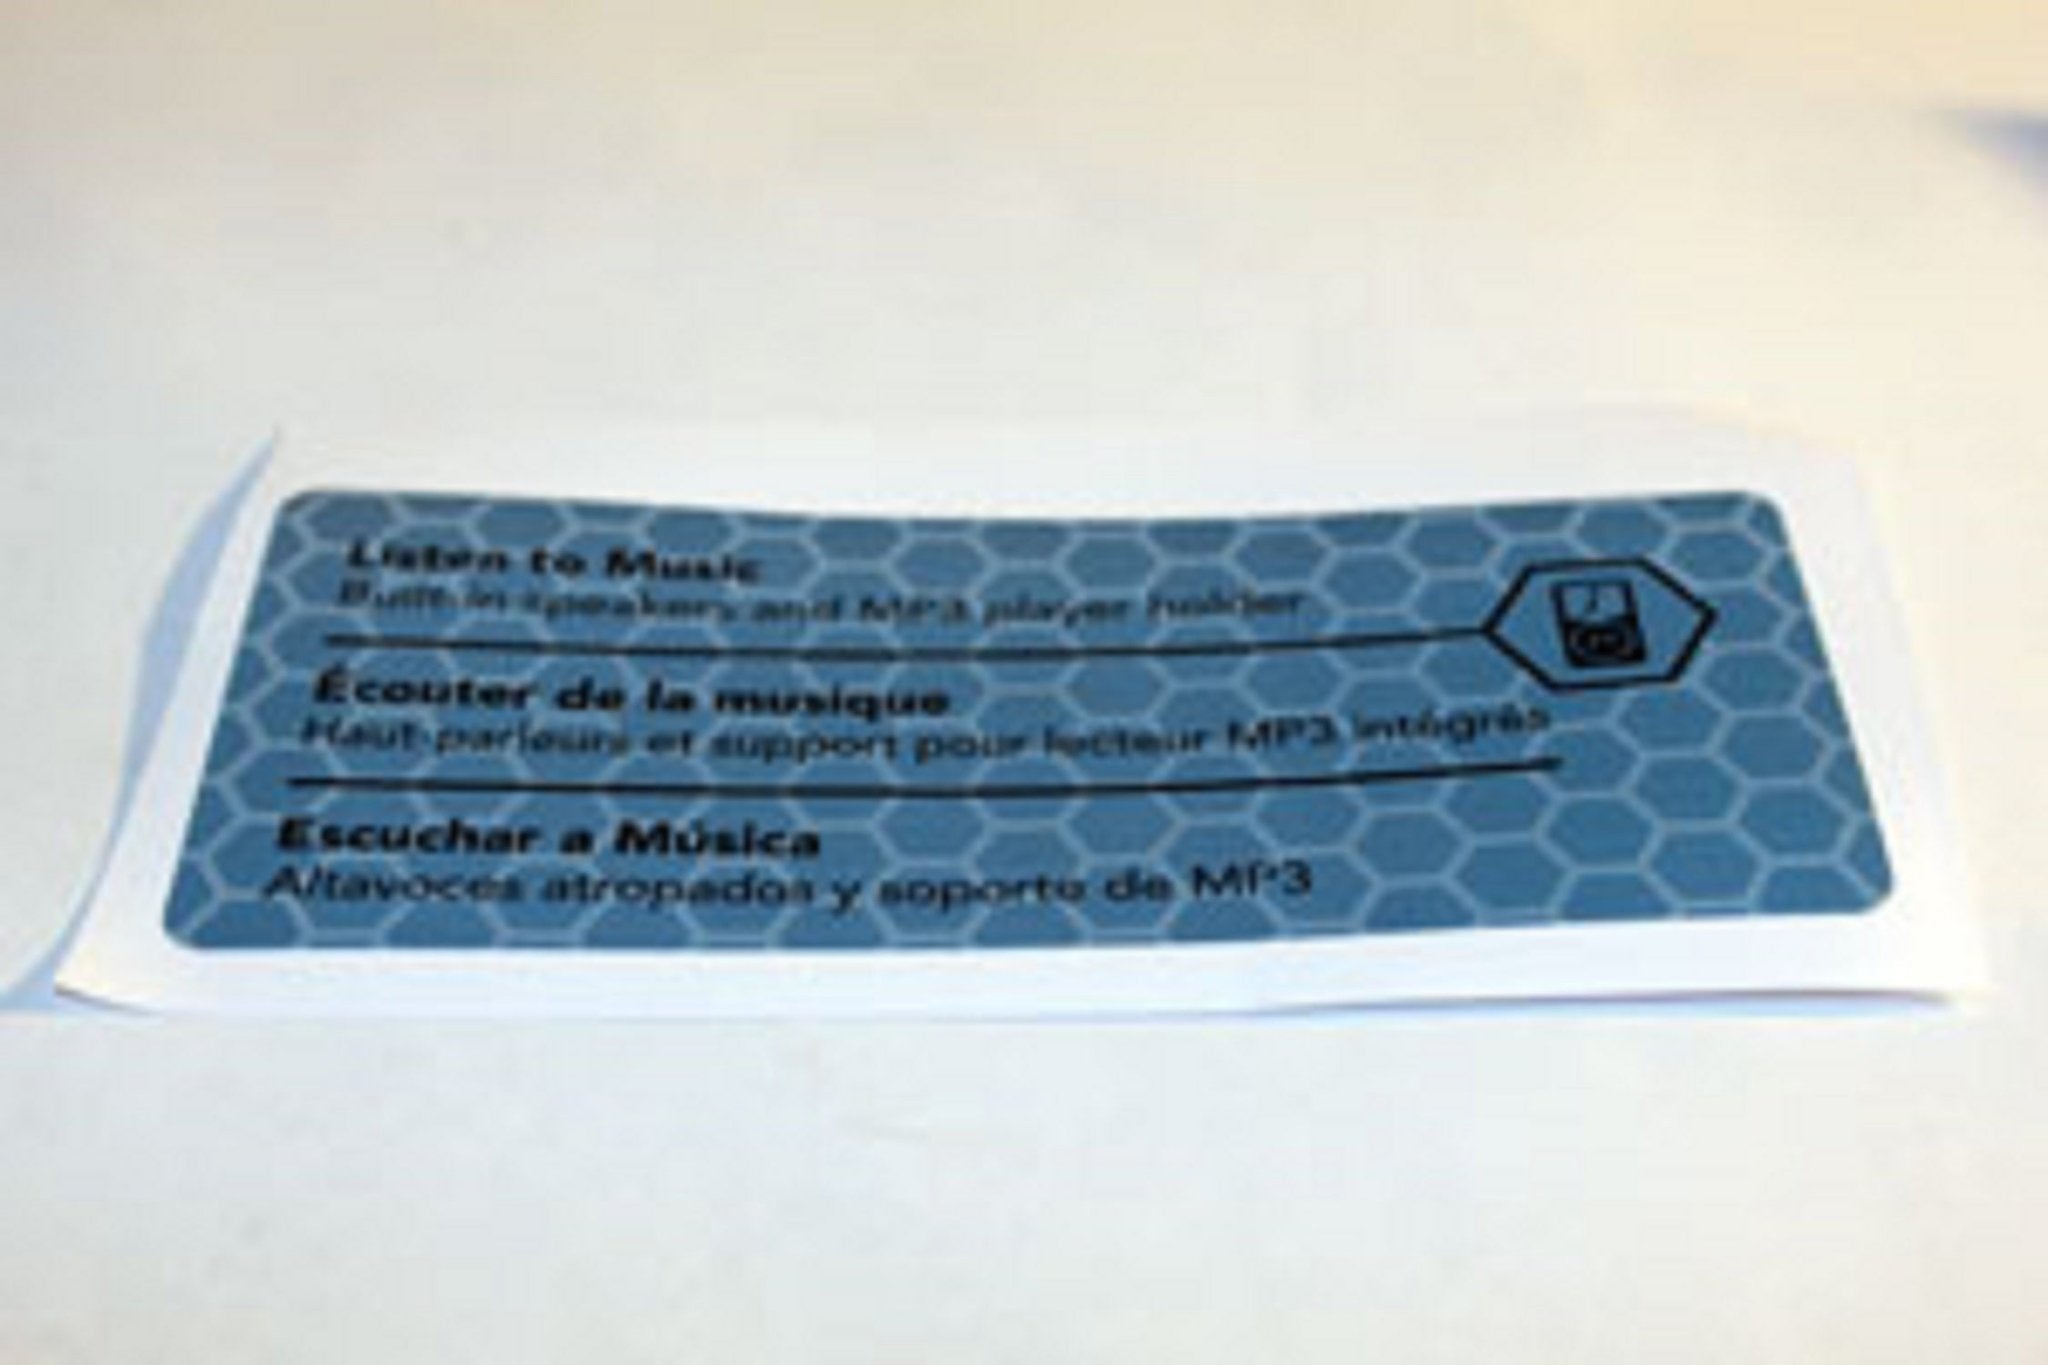 Listen to Music
Built-in speakers and MP3 player holder
Écouter de la musique
Haut-parleurs et support pour lecteur MP3 intégrés
Escuchar a Música
Altavoces atropados y soporte de MP3